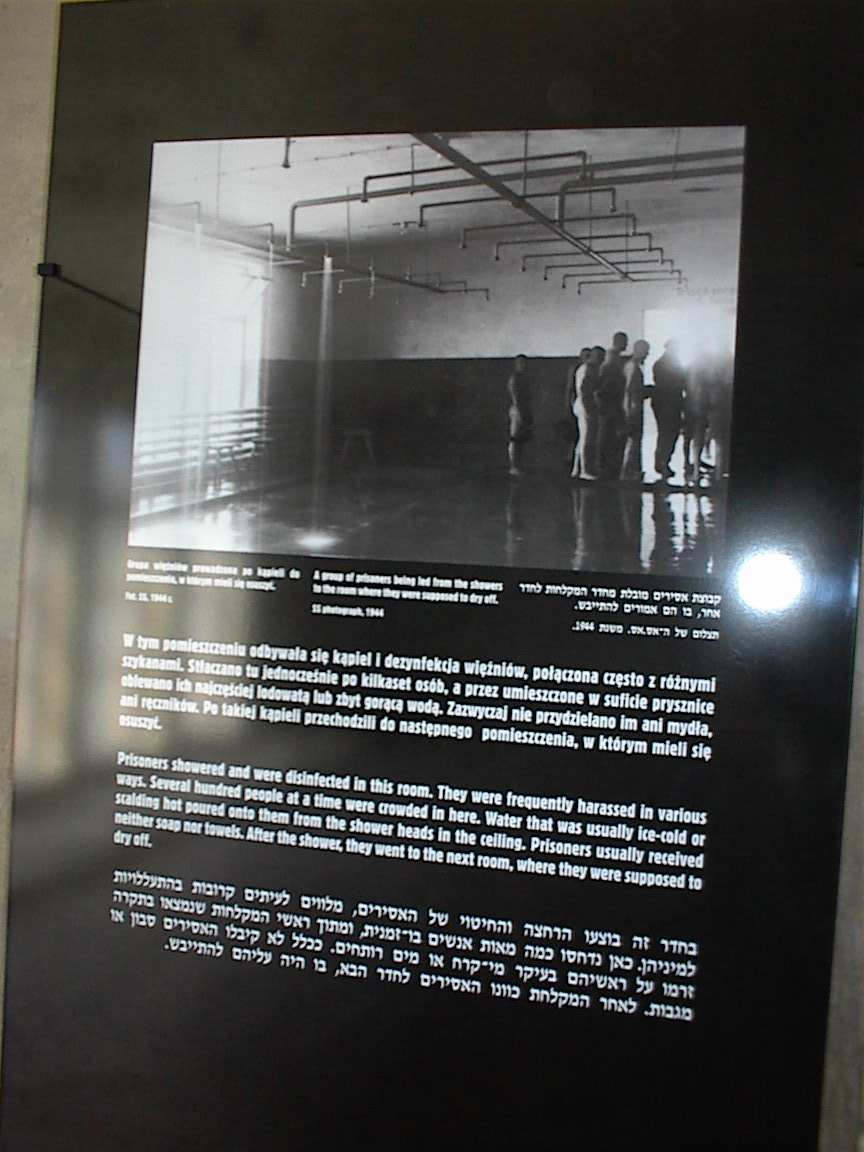 Grupa więźniów prowadzona po kąpieli do
pomieszczenia, w którym mieli się osuszyć.
Fot. SS, 1944 r.
A group of prisoners being led from the showers
to the room where they were supposed to dry off.
SS photograph, 1944
קבוצת אסירים מובלת מחדר המקלחות לחדר
אחר, בו הם אמורים להתייבש.
תצלום של ה״אס.אס. משנת 1944.
W tym pomieszczeniu odbywała się kąpiel i dezynfekcja więźniów, połączona często z różnymi
szykanami. Stłaczano tu jednocześnie po kilkaset osób, a przez umieszczone w suficie prysznice
oblewano ich najczęściej lodowatą lub zbyt gorącą wodą. Zazwyczaj nie przydzielano im ani mydła,
ani ręczników. Po takiej kąpieli przechodzili do następnego pomieszczenia, w którym mieli się
osuszyć.
Prisoners showered and were disinfected in this room. They were frequently harassed in various
ways. Several hundred people at a time were crowded in here. Water that was usually ice-cold or
scalding hot poured onto them from the shower heads in the ceiling. Prisoners usually received
neither soap nor towels. After the shower, they went to the next room, where they were supposed to
dry off.
בחדר זה בוצעו הרחצה והחיטוי של האסירים, מלווים לעיתים קרובות בהתעללויות
למיניהן. כאן נדחסו כמה מאות אנשים בו־זמנית, ומתוך ראשי המקלחות שנמצאו בתקרה
זרמו על ראשיהם בעיקר מי־קרח או מים רותחים. ככלל לא קיבלו האסירים סבון או
מגבות. לאחר המקלחת כוונו האסירים לחדר הבא, בו היה עליהם להתייבש.